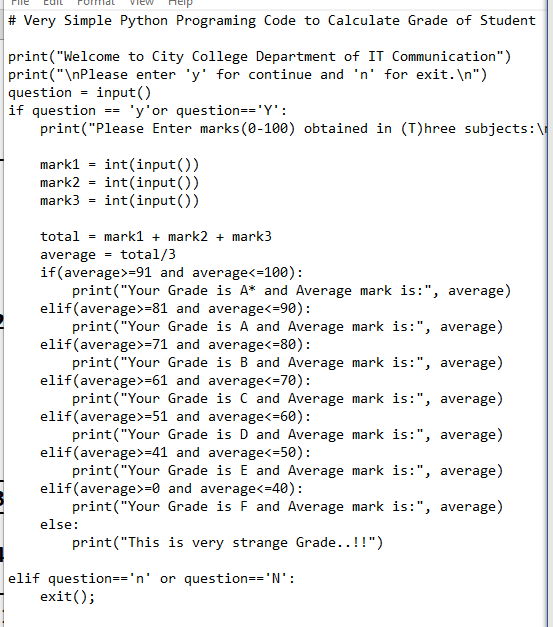 File Edit Format View Help
# Very Simple Python Programing Code to Calculate Grade of Student
print("Welcome to City College Department of IT Communication")
print("\nPlease enter 'y' for continue and 'n' for exit.\n")
question = input()
if question == 'y'or question=='Y':
    print("Please Enter marks(0-100) obtained in (T)hree subjects:\
    mark1 = int(input())
    mark2 = int(input())
    mark3 = int(input())
    total = mark1 + mark2 + mark3
    average = total/3
    if(average>=91 and average<=100):
        print("Your Grade is A* and Average mark is:", average)
    elif(average>=81 and average<=90):
        print("Your Grade is A and Average mark is:", average)
    elif(average>=71 and average<=80):
        print("Your Grade is B and Average mark is:", average)
    elif(average>=61 and average<=70):
        print("Your Grade is C and Average mark is:", average)
    elif(average>=51 and average<=60):
        print("Your Grade is D and Average mark is:", average)
    elif(average>=41 and average<=50):
        print("Your Grade is E and Average mark is:", average)
    elif(average>=0 and average<=40):
        print("Your Grade is F and Average mark is:", average)
    else:
        print("This is very strange Grade..!!")
elif question=='n' or question=='N':
    exit();